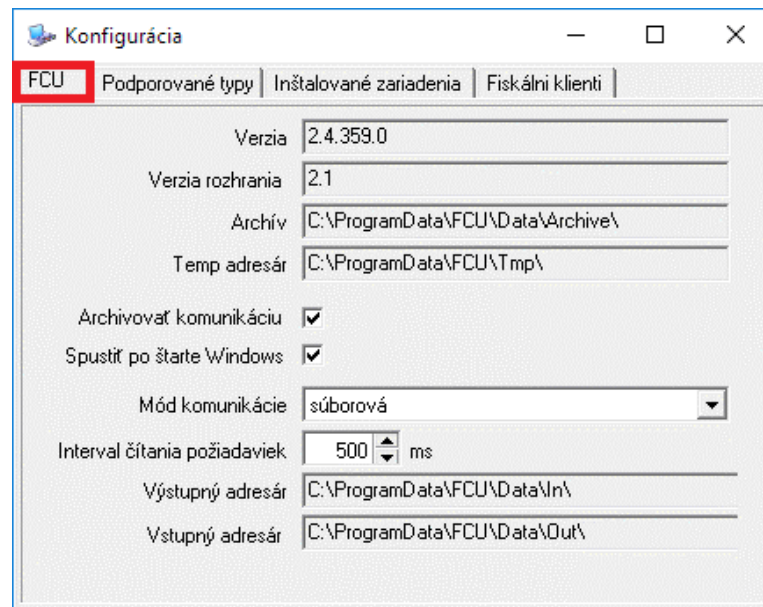 Konfigurácia
FCU Podporované typy Inštalované zariadenia Fiskálni klienti
Verzia 2.4.359.0
Verzia rozhrania 2.1
Archív C:\ProgramData\FCU\Data\Archive\
Temp adresár C:\ProgramData\FCU\Tmp\
Archivovať komunikáciu
Spustiť po štarte Windows
Mód komunikácie súborová
Interval čítania požiadaviek 500 ms
Výstupný adresár C:\ProgramData\FCU\Data\In\
Vstupný adresár C:\ProgramData\FCU\Data\Out\